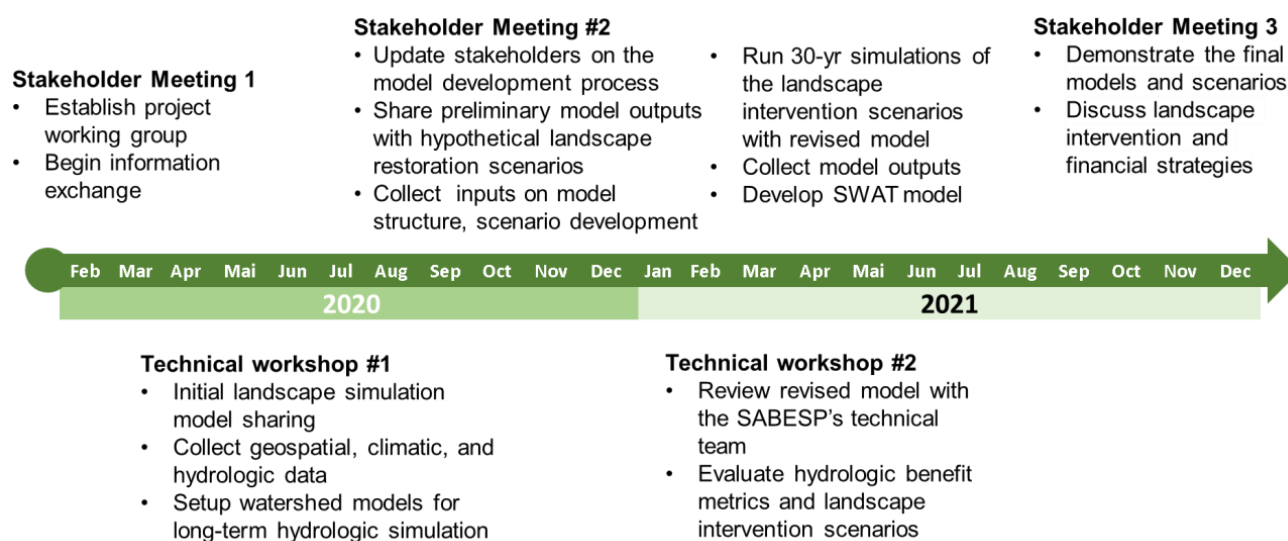 Stakeholder Meeting 1
• Establish project
working group
• Begin information
exchange
Stakeholder Meeting #2
• Update stakeholders on the
model development process
• Share preliminary model outputs
with hypothetical landscape
restoration scenarios
• Collect inputs on model
structure, scenario development
• Run 30-yr simulations of
the landscape
intervention scenarios
with revised model
• Collect model outputs
• Develop SWAT model
Stakeholder Meeting 3
• Demonstrate the final
models and scenarios
• Discuss landscape
intervention and
financial strategies
Feb Mar Apr Mai Jun Jul Aug Sep Oct Nov Dec Jan Feb Mar Apr Mai Jun Jul Aug Sep Oct Nov Dec
2020 2021
Technical workshop #1
• Initial landscape simulation
model sharing
• Collect geospatial, climatic, and
hydrologic data
• Setup watershed models for
long-term hydrologic simulation
Technical workshop #2
• Review revised model with
the SABESP's technical
team
• Evaluate hydrologic benefit
metrics and landscape
intervention scenarios